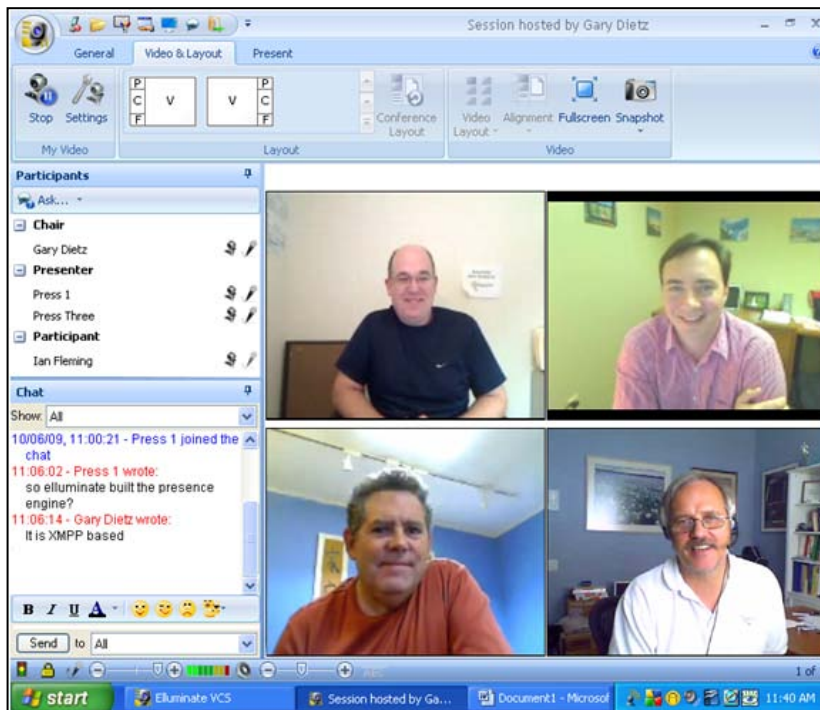 Session hosted by Gary Dietz
General Video & Layout Present
P
C V
F
V P
C
F
Stop Settings
Conference Layout
Video Layout Alignment Fullscreen Snapshot
My Video Layout Video
Participants
Ask...
Chair
Gary Dietz
Presenter
Press 1
Press Three
Participant
Ian Fleming
Chat
Show: All
10/06/09, 11:00:21 - Press 1 joined the
chat
11:06:02 - Press 1 wrote:
so elluminate built the presence
engine?
11:06:14 - Gary Dietz wrote:
It is XMPP based
B I U A
Send to All
ABC
1 of
start Elluminate VCS Session hosted by Ga... Document1 - Microsof 11:40 AM